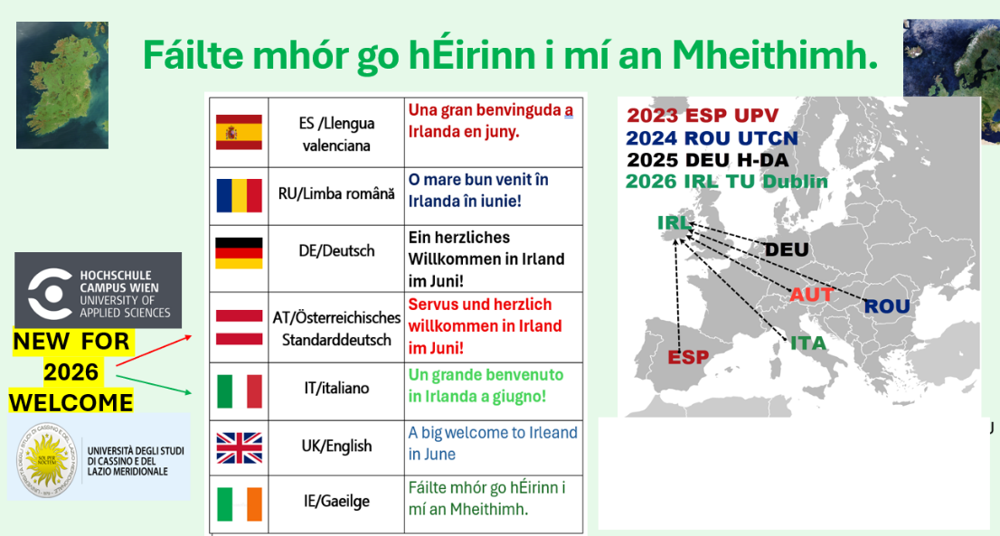 Fáilte mhór go hÉirinn i mí an Mheithimh.
ES /Llengua
valenciana
Una gran benvinguda a
Irlanda en juny.
RU/Limba română
O mare bun venit în
Irlanda în iunie!
DE/Deutsch
Ein herzliches
Willkommen in Irland
im Juni!
AT/Österreichisches
Standarddeutsch
Servus und herzlich
willkommen in Irland
im Juni!
IT/italiano
Un grande benvenuto
in Irlanda a giugno!
UK/English
A big welcome to Irleand
in June
IE/Gaeilge
Fáilte mhór go hÉirinn i
mí an Mheithimh.
HOCHSCHULE
CAMPUS WIEN
UNIVERSITY OF
APPLIED SCIENCES
NEW FOR
2026
WELCOME
UNIVERSITÀ DEGLI STUDI
DI CASSINO E DEL
LAZIO MERIDIONALE
2023 ESP UPV
2024 ROU UTCN
2025 DEU H-DA
2026 IRL TU Dublin
IRL
DEU
AUT
ROU
ITA
ESP